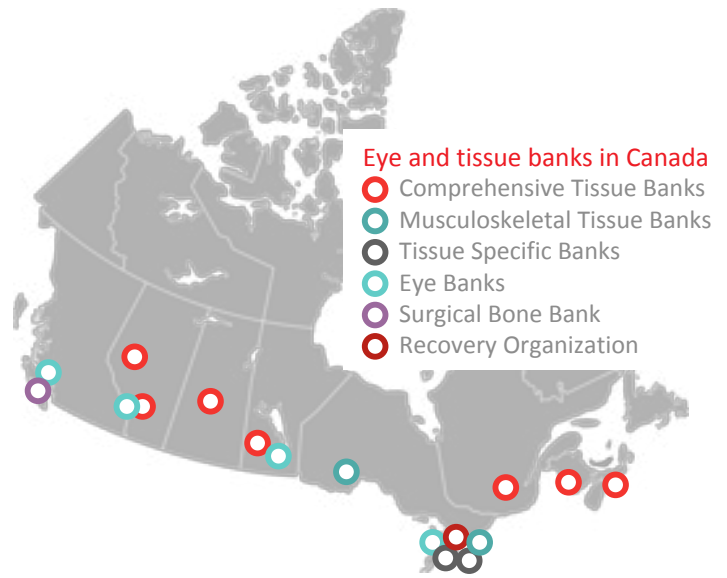 Eye and tissue banks in Canada
Comprehensive Tissue Banks
Musculoskeletal Tissue Banks
Tissue Specific Banks
Eye Banks
Surgical Bone Bank
Recovery Organization